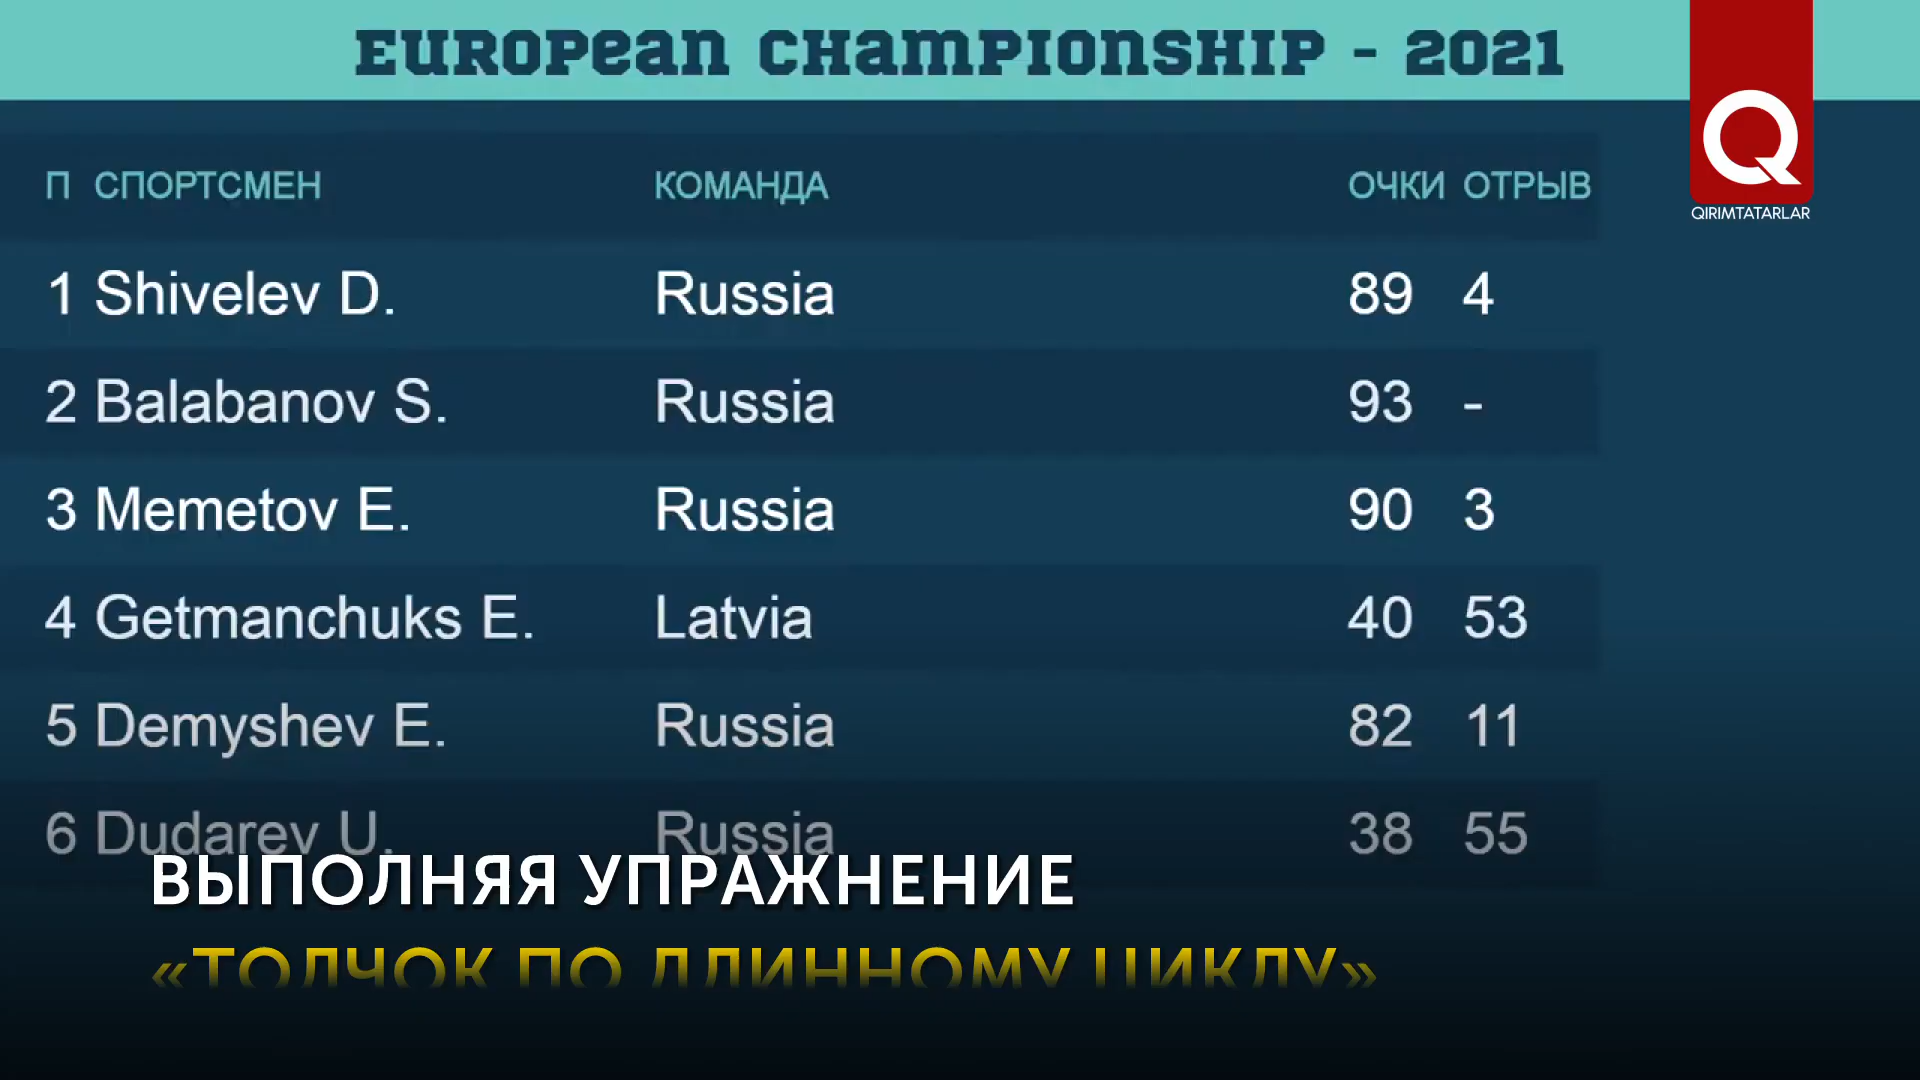 EUROPean CHamPIonSHIP - 2021
QIRIMTATARLAR
П СПОРТСМЕН КОМАНДА ОЧКИ ОТРЫВ
1 Shivelev D. Russia 89 4
2 Balabanov S. Russia 93 -
3 Memetov E. Russia 90 3
4 Getmanchuks E. Latvia 40 53
5 Demyshev E. Russia 82 11
6 Dudarev U. Russia 38 55
ВЫПОЛНЯЯ УПРАЖНЕНИЕ
«ТОЛЧОК ПО ДЛИННОМУ ЦИКЛУ»